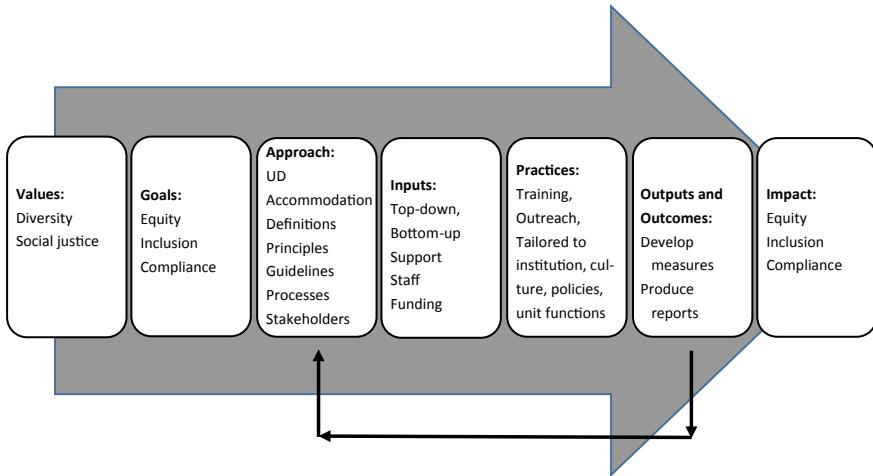 Values:
Diversity
Social justice
Goals:
Equity
Inclusion
Compliance
Approach:
UD
Accommodation
Definitions
Principles
Guidelines
Processes
Stakeholders
Inputs:
Top-down,
Bottom-up
Support
Staff
Funding
Practices:
Training,
Outreach,
Tailored to
institution, cul-
ture, policies,
unit functions
Outputs and
Outcomes:
Develop
measures
Produce
reports
Impact:
Equity
Inclusion
Compliance